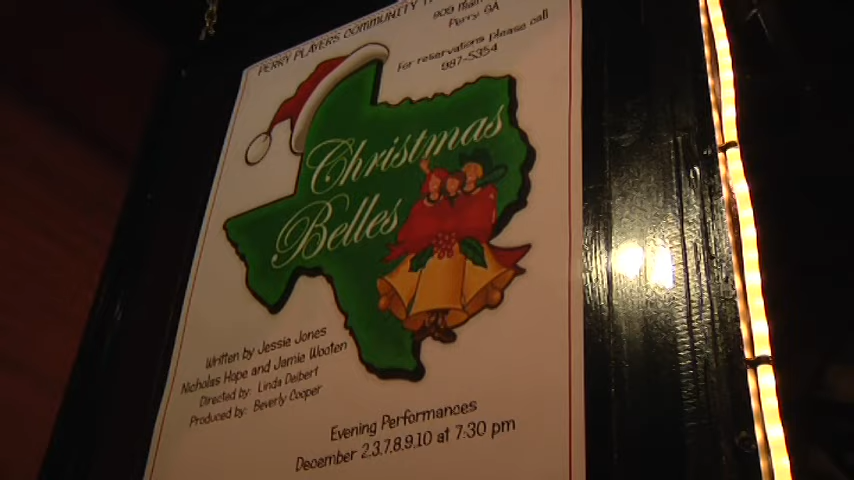 PERRY PLAYERS COMMUNITY
909 Main
Perry, GA
For reservations please call
987-5354
Christmas
Belles
Written by Jessie Jones
Nicholas Hope and Jamie Wooten
Directed by: Linda Deibert
Produced by: Beverly Cooper
Evening Performances
December 2,3,7,8,9,10 at 7:30 pm